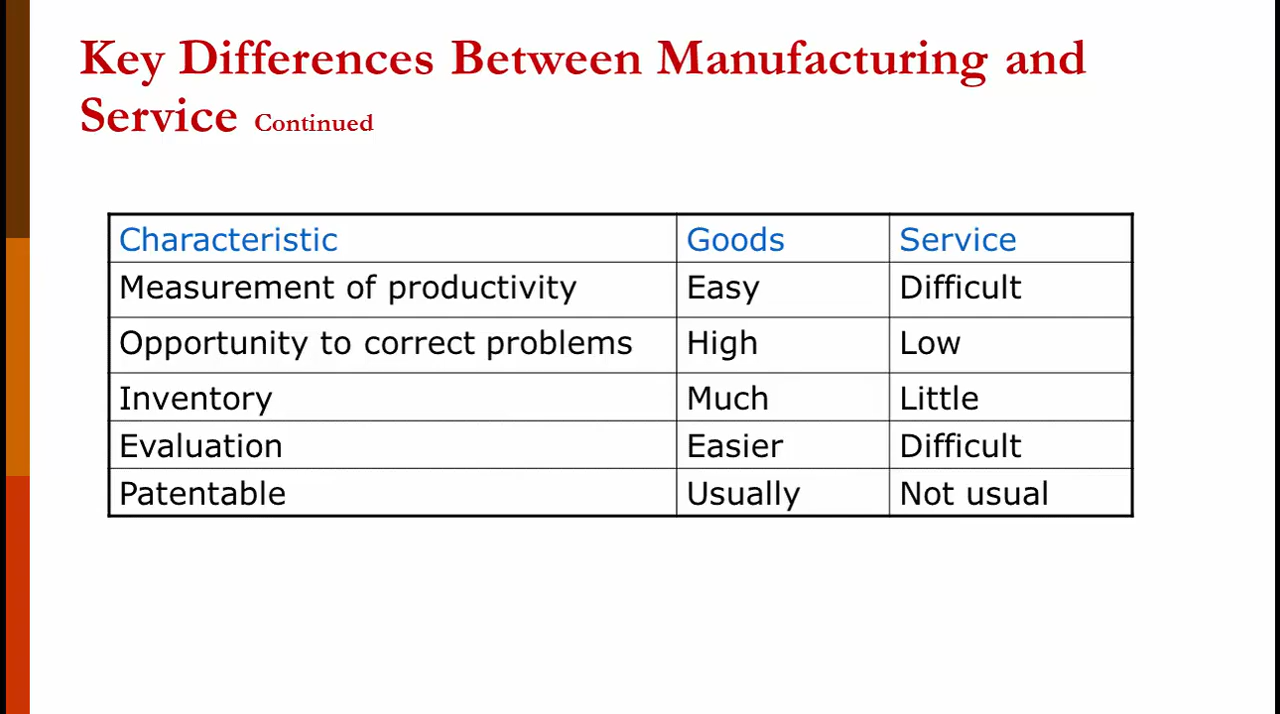 Key Differences Between Manufacturing and
Service Continued
Characteristic Goods Service
Measurement of productivity Easy Difficult
Opportunity to correct problems High Low
Inventory Much Little
Evaluation Easier Difficult
Patentable Usually Not usual